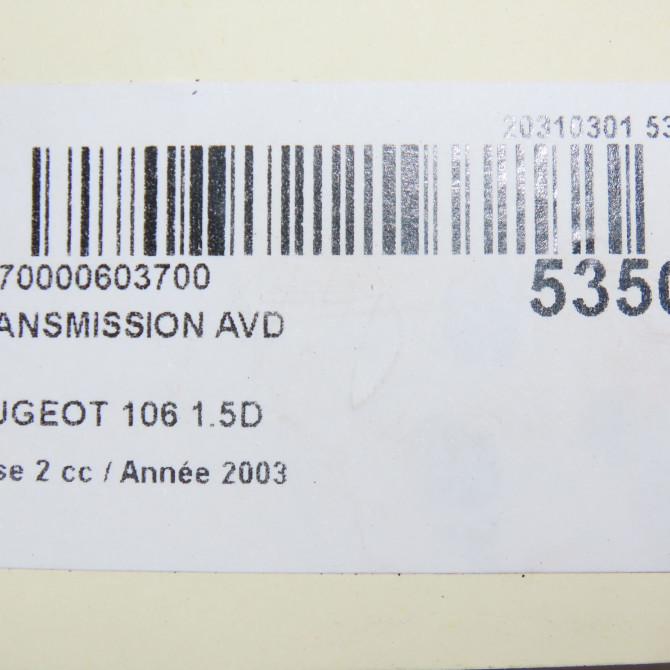 20310301 53
70000603700
5350
ANSMISSION AVD
UGEOT 106 1.5D
se 2 cc / Année 2003